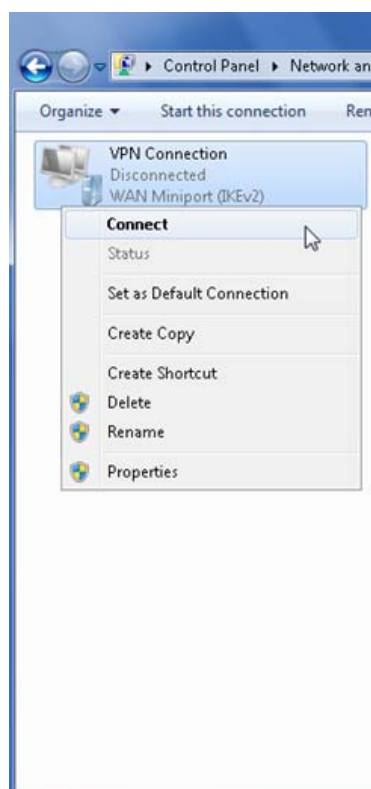 Control Panel Network an
Organize Start this connection Ren
VPN Connection
Disconnected
WAN Miniport (IKEv2)
Connect
Status
Set as Default Connection
Create Copy
Create Shortcut
Delete
Rename
Properties